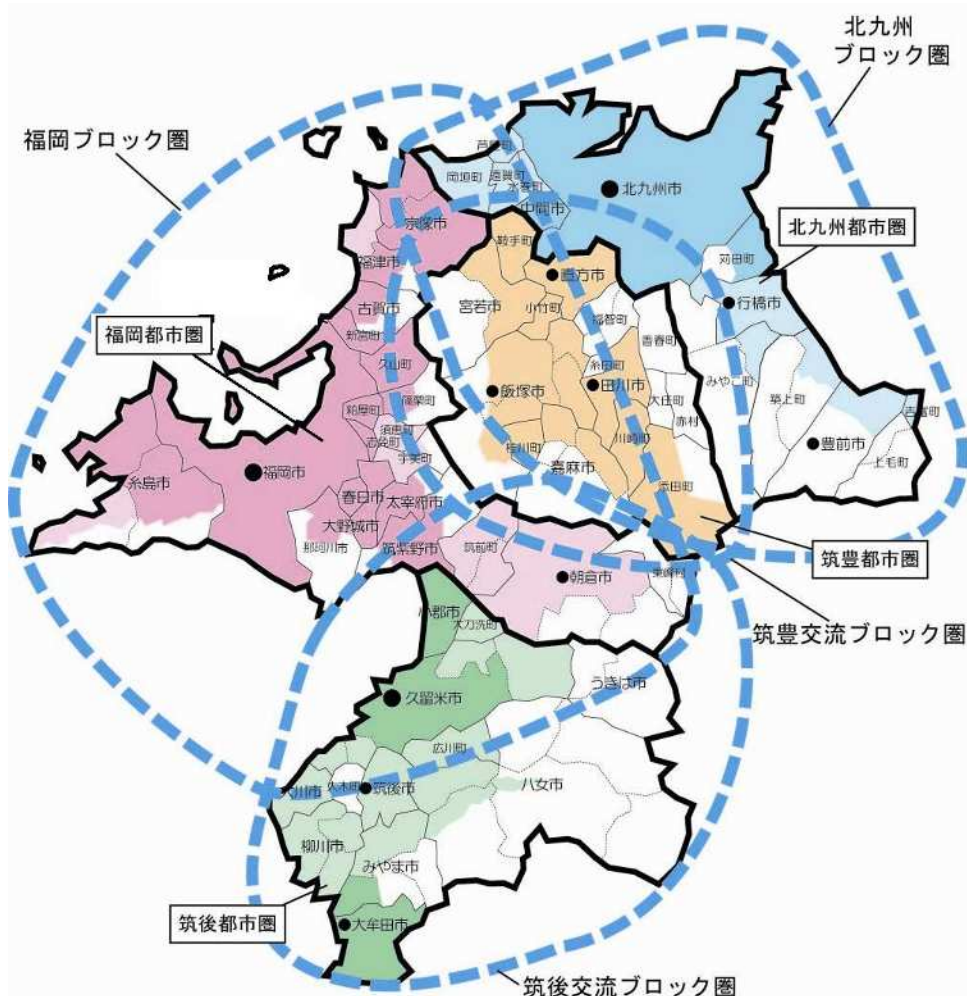 北九州
ブロック圏
福岡ブロック圏
芦屋町
岡垣町
遠賀町
水巻町
北九州市
中間市
宗像市
北九州都市圏
鞍手町
苅田町
福津市
直方市
行橋市
古賀市
宮若市
小竹町
福智町
新宮町
香春町
福岡都市圏
久山町
糸田町
みやこ町
飯塚市
田川市
篠栗町
大任町
築上町
粕屋町
吉富町
須恵町
赤村
志免町
川崎町
豊前市
宇美町
桂川町
嘉麻市
上毛町
福岡市
糸島市
添田町
春日市
太宰府市
大野城市
那珂川市
筑紫野市
筑前町
筑豊都市圏
朝倉市
東峰村
小郡市
大刀洗町
筑豊交流ブロック圏
うきは市
久留米市
広川町
八女市
大川市
大木町
筑後市
柳川市
みやま市
筑後都市圏
大牟田市
筑後交流ブロック圏